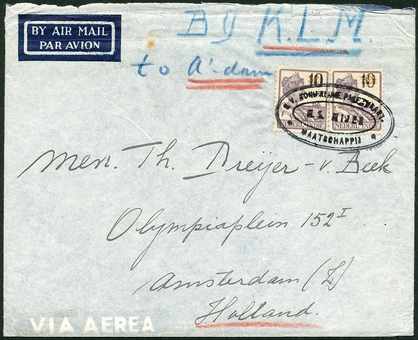 BY AIR MAIL
PAR AVION
By K.L.M.
to A'dam
10 10
MAATSCHAPPIJ
Men. Th. Dreijer - v. Beek
Olympiaplein 152 I
Amsterdam (Z)
Holland.
VIA AEREA